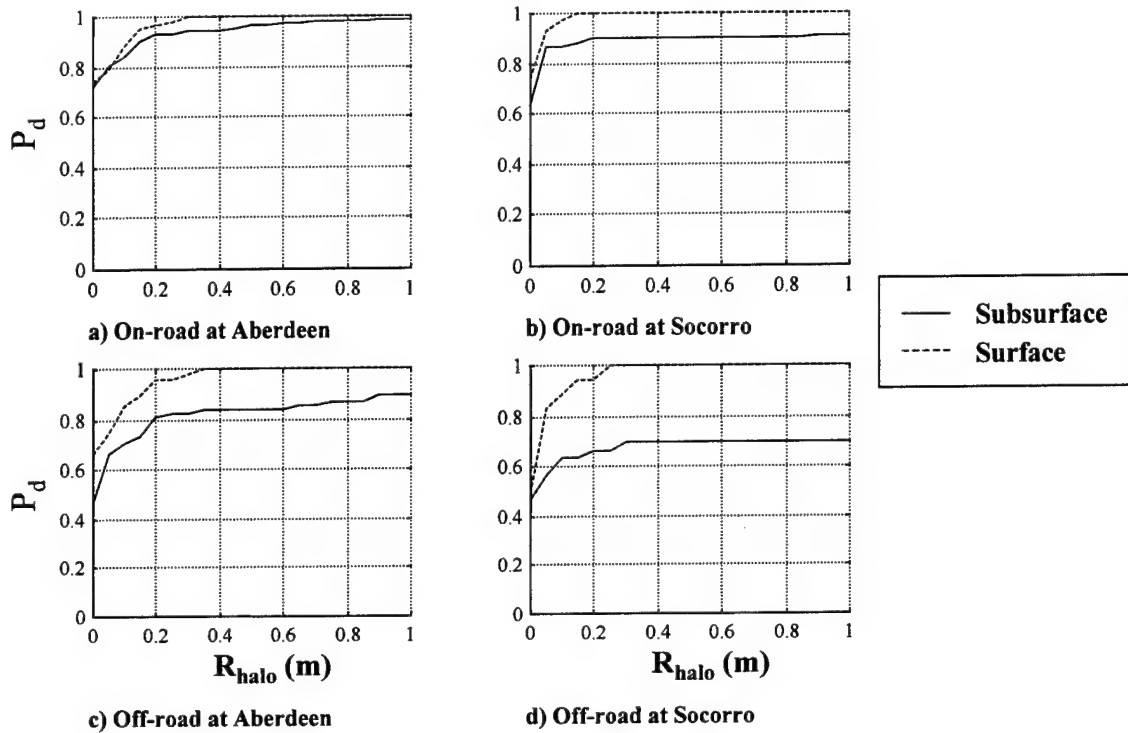 1
0.8
0.6
0.4
0.2
0
P_d
0 0.2 0.4 0.6 0.8 1
a) On-road at Aberdeen
1
0.8
0.6
0.4
0.2
0
0 0.2 0.4 0.6 0.8 1
b) On-road at Socorro
Subsurface
Surface
1
0.8
0.6
0.4
0.2
0
P_d
0 0.2 0.4 0.6 0.8 1
R_halo (m)
c) Off-road at Aberdeen
1
0.8
0.6
0.4
0.2
0
0 0.2 0.4 0.6 0.8 1
R_halo (m)
d) Off-road at Socorro